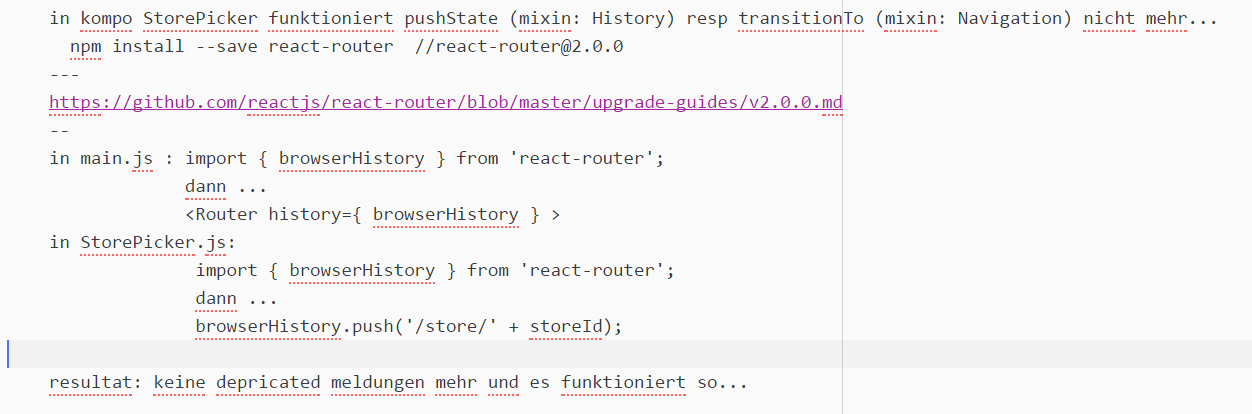 in kompo StorePicker funktioniert pushState (mixin: History) resp transitionTo (mixin: Navigation) nicht mehr...
npm install --save react-router  //react-router@2.0.0
---
https://github.com/reactjs/react-router/blob/master/upgrade-guides/v2.0.0.md
--
in main.js : import { browserHistory } from 'react-router';
dann ...
<Router history={ browserHistory } >
in StorePicker.js:
import { browserHistory } from 'react-router';
dann ...
browserHistory.push('/store/' + storeId);
resultat: keine depricated meldungen mehr und es funktioniert so...